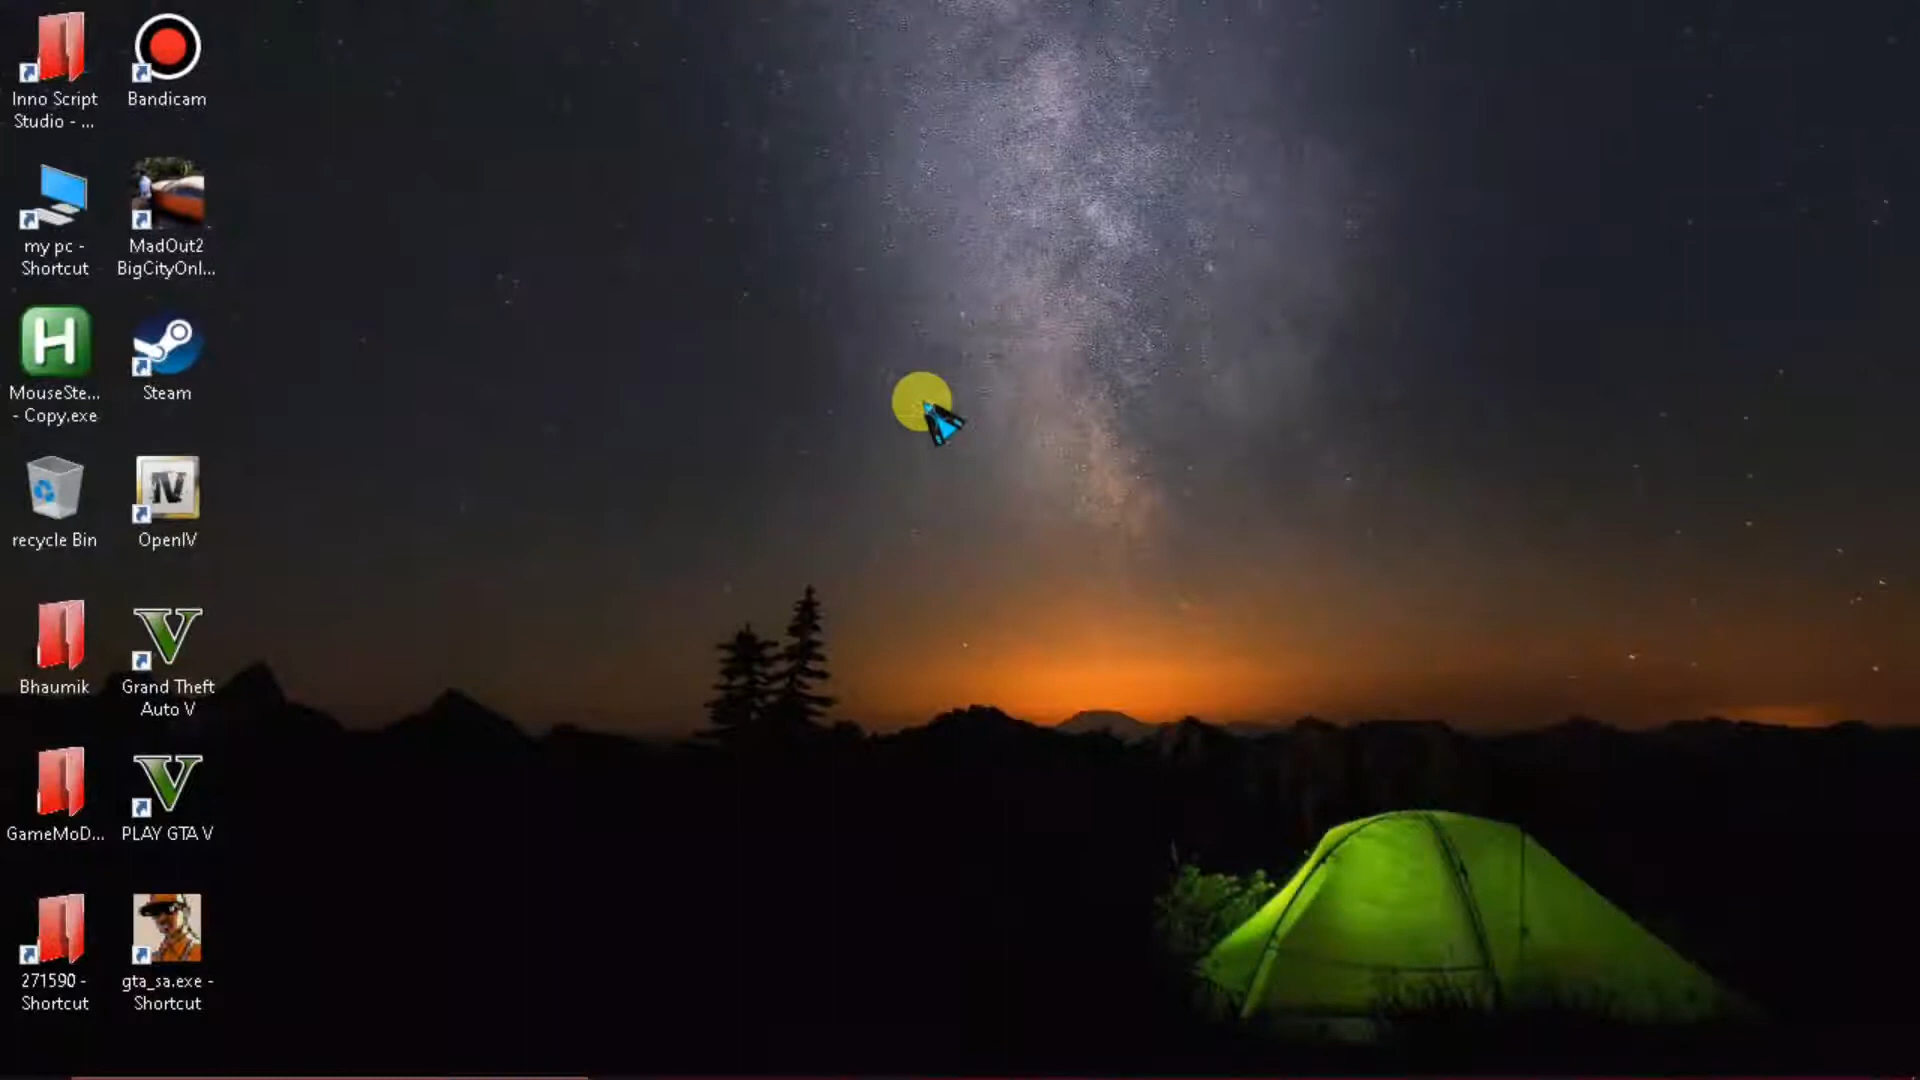 Inno Script
Studio - ...
Bandicam
my pc -
Shortcut
MadOut2
BigCityOnl...
MouseSte...
- Copy.exe
Steam
recycle Bin
OpenIV
Bhaumik
Grand Theft
Auto V
GameMoD...
PLAY GTA V
271590 -
Shortcut
gta_sa.exe -
Shortcut